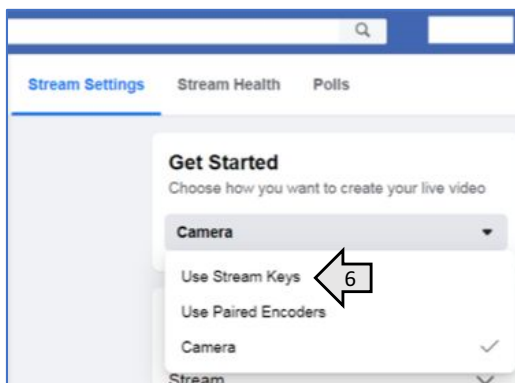 Stream Settings Stream Health Polls
Get Started
Choose how you want to create your live video
Camera
Use Stream Keys 6
Use Paired Encoders
Camera
Stream